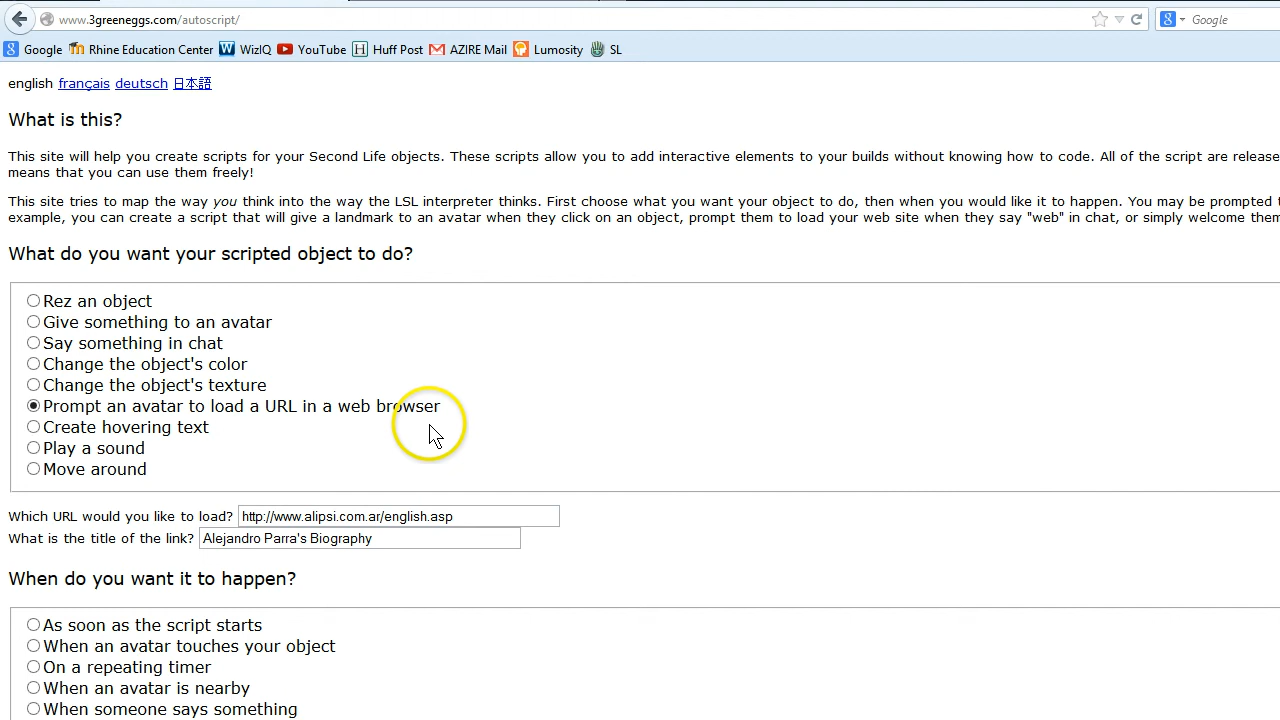 www.3greeneggs.com/autoscript/
Google
Google Rhine Education Center WizIQ YouTube Huff Post AZIRE Mail Lumosity SL
english français deutsch 日本語
What is this?
This site will help you create scripts for your Second Life objects. These scripts allow you to add interactive elements to your builds without knowing how to code. All of the script are release
means that you can use them freely!
This site tries to map the way you think into the way the LSL interpreter thinks. First choose what you want your object to do, then when you would like it to happen. You may be prompted
example, you can create a script that will give a landmark to an avatar when they click on an object, prompt them to load your web site when they say "web" in chat, or simply welcome them
What do you want your scripted object to do?
Rez an object
Give something to an avatar
Say something in chat
Change the object's color
Change the object's texture
Prompt an avatar to load a URL in a web browser
Create hovering text
Play a sound
Move around
Which URL would you like to load? http://www.alipsi.com.ar/english.asp
What is the title of the link? Alejandro Parra's Biography
When do you want it to happen?
As soon as the script starts
When an avatar touches your object
On a repeating timer
When an avatar is nearby
When someone says something